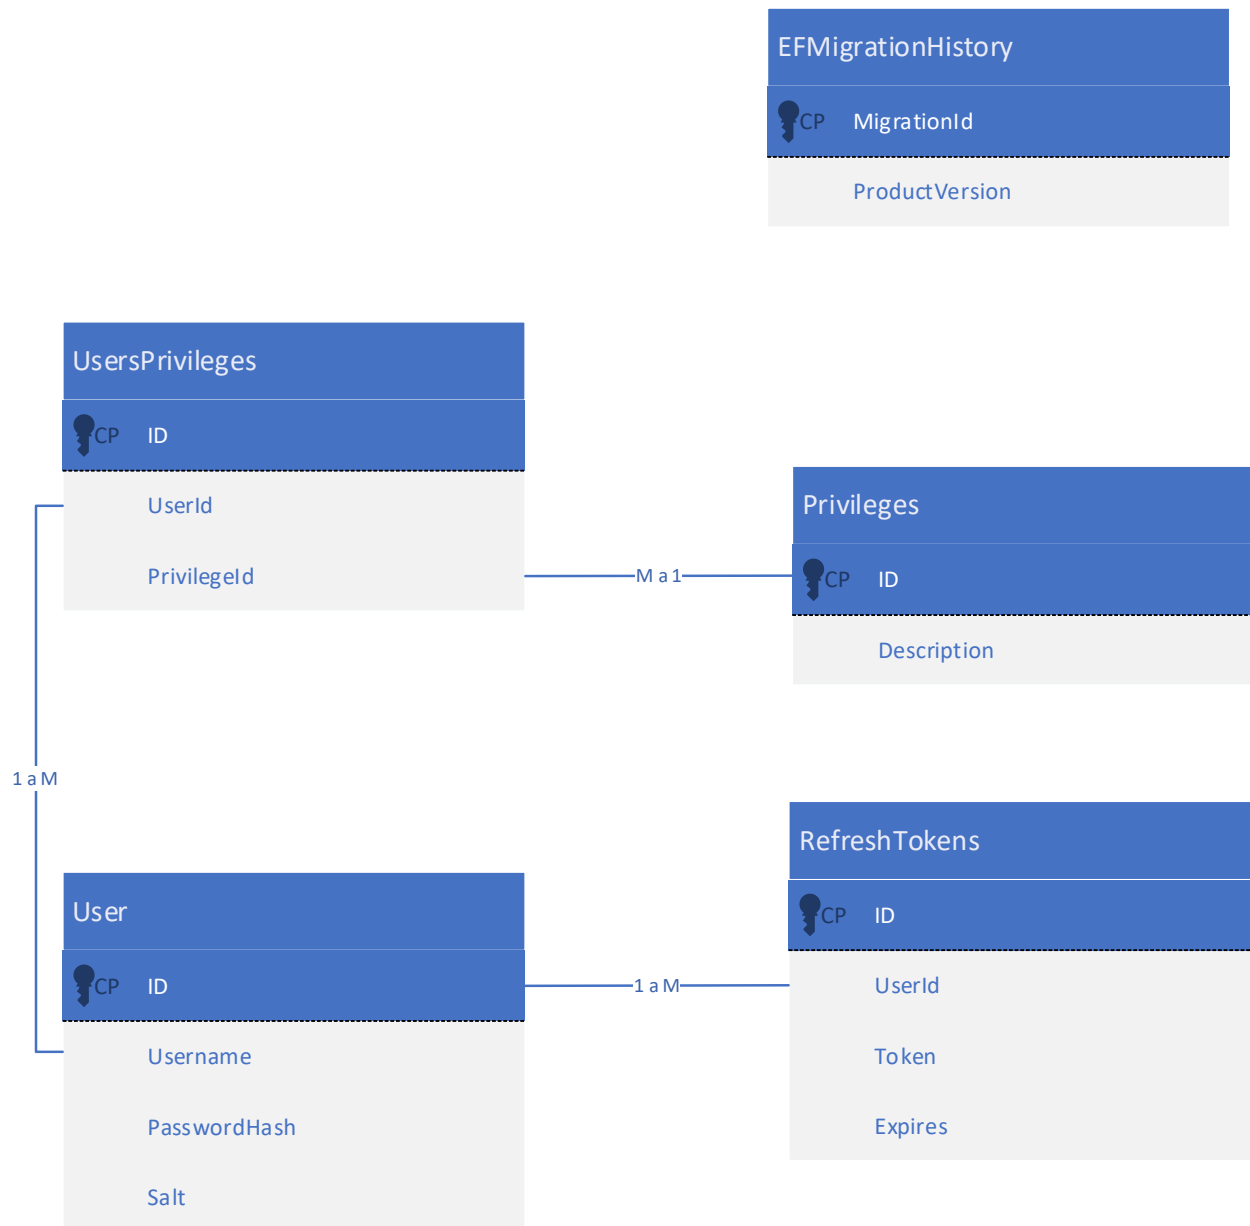 EFMigrationHistory
CP MigrationId
ProductVersion
UsersPrivileges
CP ID
UserId
PrivilegeId
M a 1
Privileges
CP ID
Description
1 a M
User
CP ID
Username
PasswordHash
Salt
1 a M
RefreshTokens
CP ID
UserId
Token
Expires